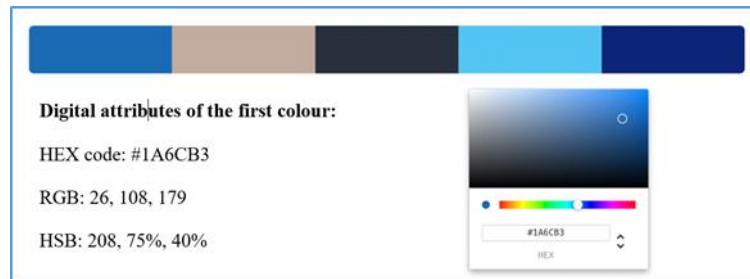 Digital attributes of the first colour:
HEX code: #1A6CB3
RGB: 26, 108, 179
HSB: 208, 75%, 40%
#1A6CB3
HEX